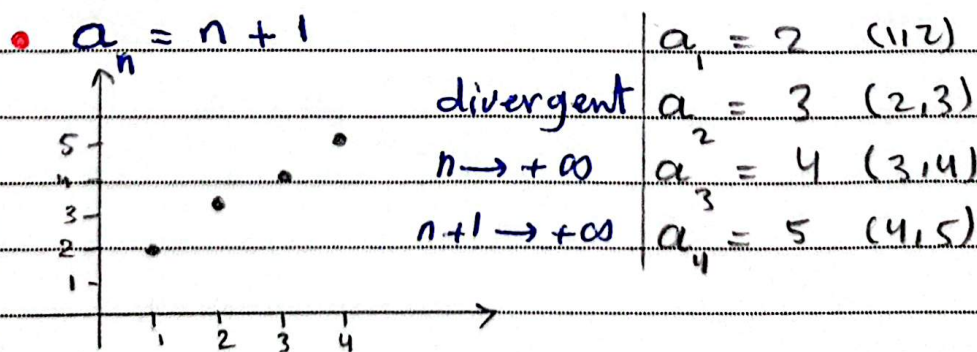 • aₙ = n + 1
a₁ = 2 (1,2)
divergent
a₂ = 3 (2,3)
n → + ∞
a₃ = 4 (3,4)
n+1 → +∞
a₄ = 5 (4,5)
5
4
3
2
1
1 2 3 4